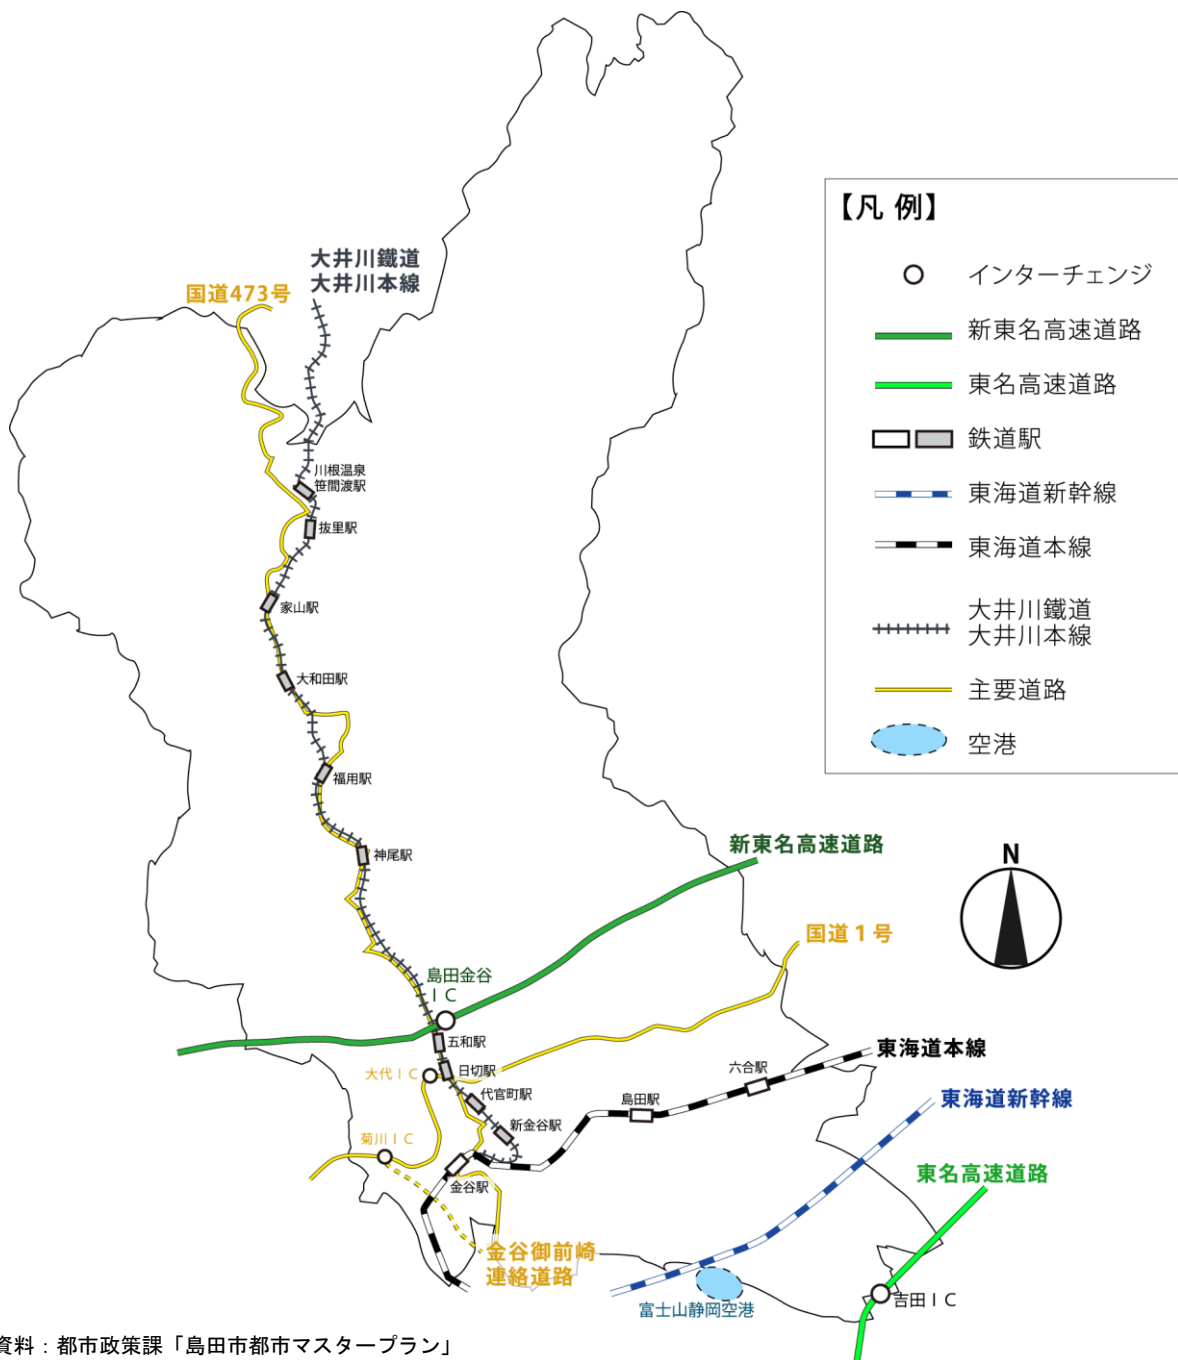 大井川鐵道
大井川本線
国道473号
【凡 例】
インターチェンジ
新東名高速道路
東名高速道路
鉄道駅
東海道新幹線
東海道本線
大井川鐵道
大井川本線
主要道路
空港
川根温泉
笹間渡駅
抜里駅
家山駅
大和田駅
福用駅
神尾駅
新東名高速道路
N
国道1号
島田金谷
IC
五和駅
日切駅
大代IC
代官町駅
新金谷駅
菊川IC
金谷駅
島田駅
六合駅
東海道本線
東海道新幹線
東名高速道路
金谷御前崎
連絡道路
富士山静岡空港
吉田IC
資料：都市政策課「島田市都市マスタープラン」